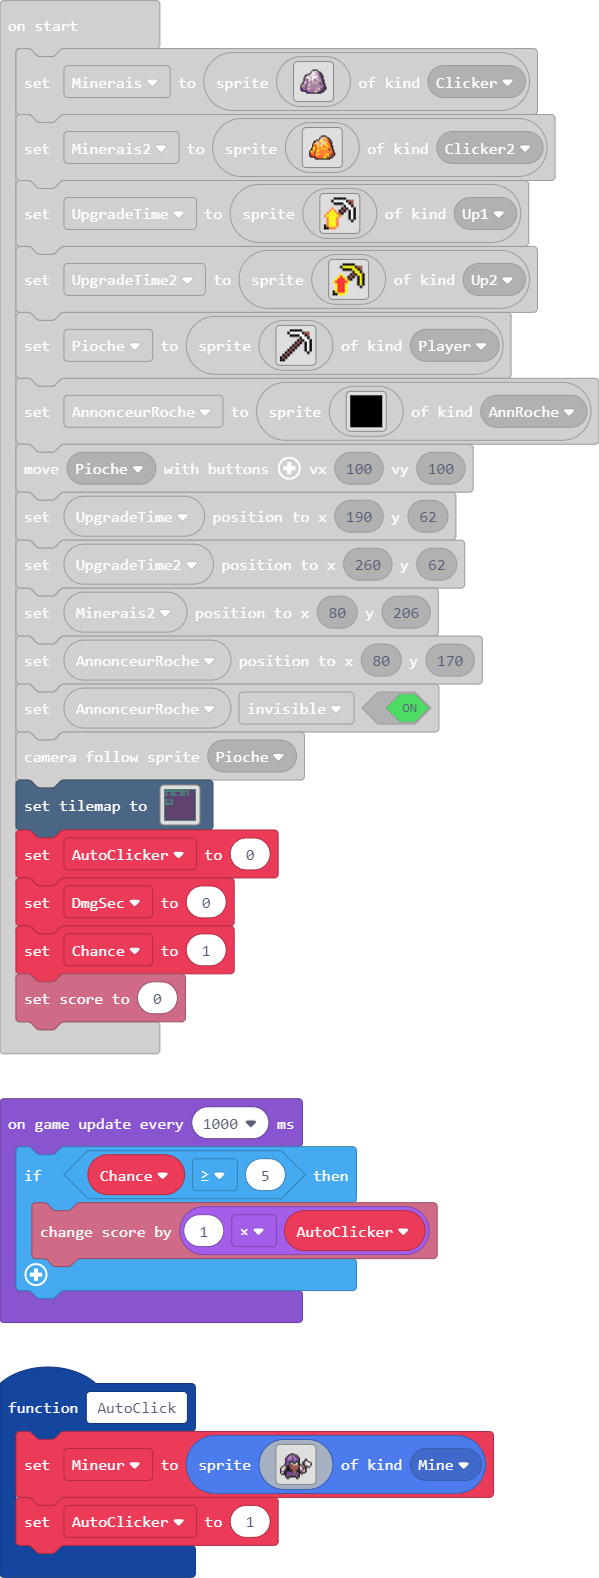 on start
set Minerais to sprite of kind Clicker
set Minerais2 to sprite of kind Clicker2
set UpgradeTime to sprite of kind Up1
set UpgradeTime2 to sprite of kind Up2
set Pioche to sprite of kind Player
set AnnonceurRoche to sprite of kind AnnRoche
move Pioche with buttons vx 100 vy 100
set UpgradeTime position to x 190 y 62
set UpgradeTime2 position to x 260 y 62
set Minerais2 position to x 80 y 206
set AnnonceurRoche position to x 80 y 170
set AnnonceurRoche invisible ON
camera follow sprite Pioche
set tilemap to
set AutoClicker to 0
set DmgSec to 0
set Chance to 1
set score to 0
on game update every 1000 ms
if Chance ≥ 5 then
change score by 1 × AutoClicker
function AutoClick
set Mineur to sprite of kind Mine
set AutoClicker to 1